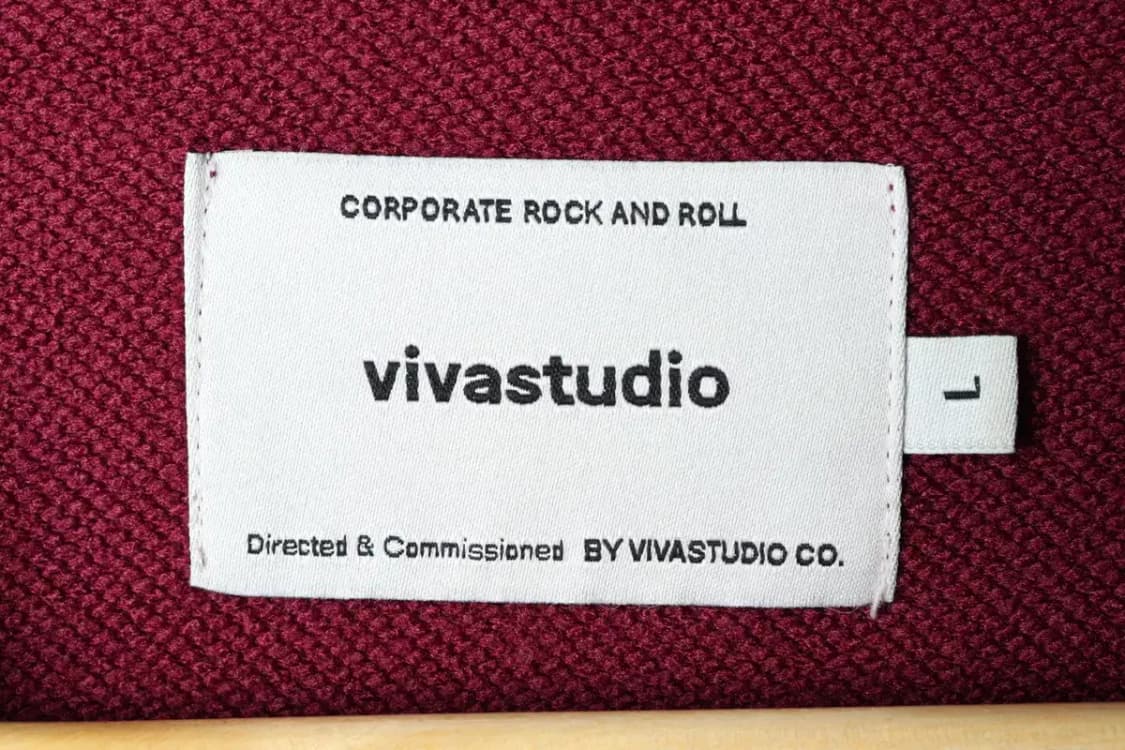 CORPORATE ROCK AND ROLL
vivastudio
L
Directed & Commissioned BY VIVASTUDIO CO.